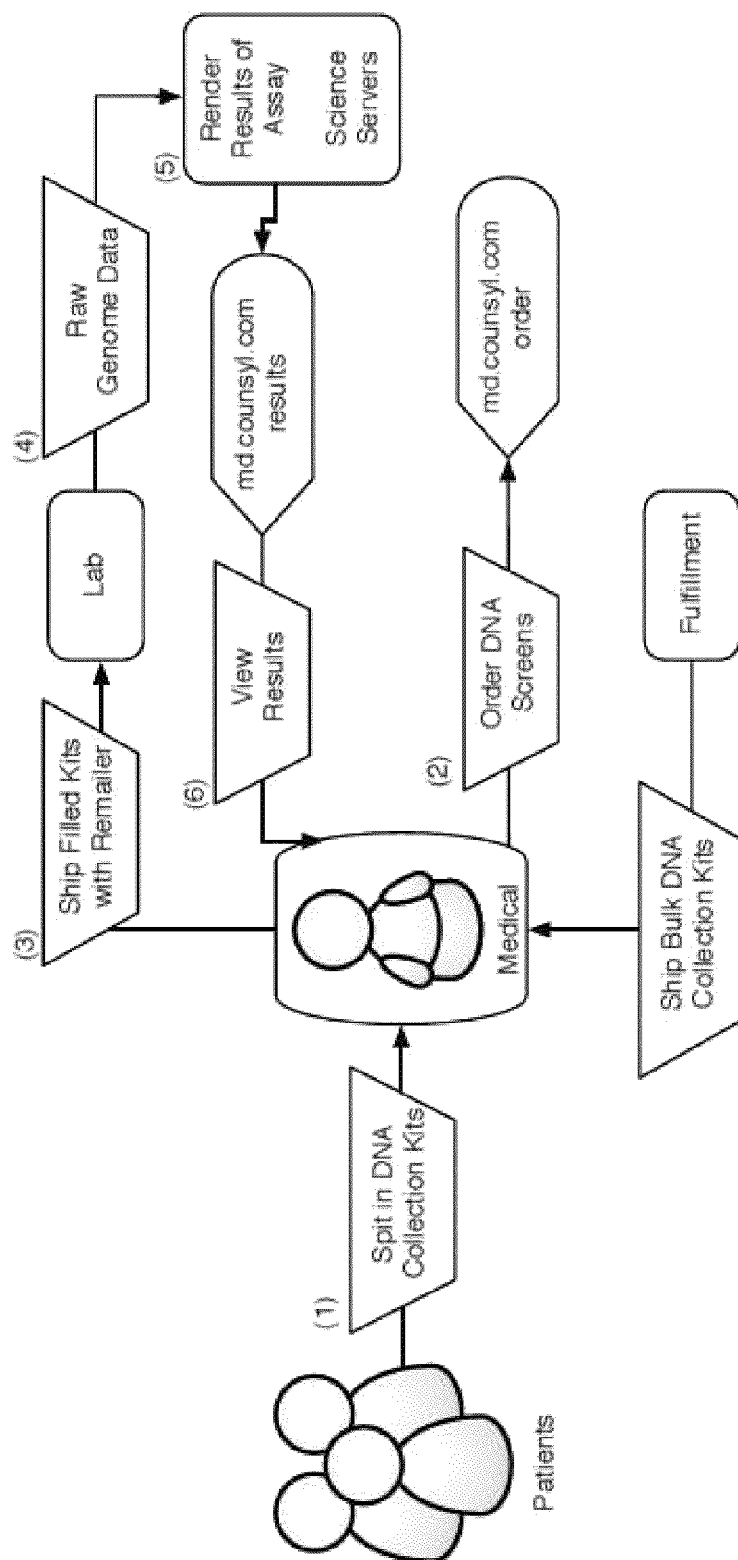 (3)
Ship Filled Kits
with Remailer
Lab
(4)
Raw
Genome Data
(5)
Render
Results of
Assay
Science
Servers
(6)
View
Results
md.counsyl.com
results
(1)
Spit in DNA
Collection Kits
Patients
Medical
(2)
Order DNA
Screens
md.counsyl.com
order
Ship Bulk DNA
Collection Kits
Fulfillment